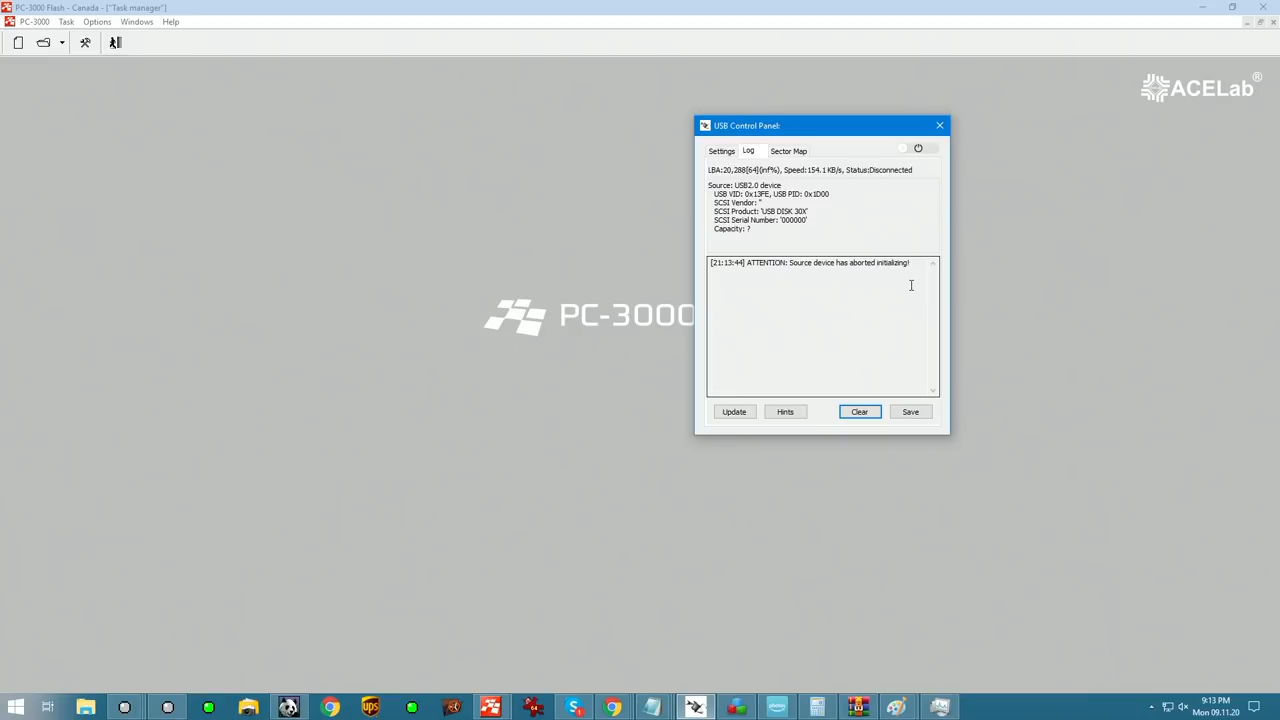 PC-3000 Flash - Canada - ["Task manager"]
PC-3000 Task Options Windows Help
ACELab®
USB Control Panel:
Settings Log Sector Map
LBA:20,288[64](inf%), Speed:154.1 KB/s, Status:Disconnected
Source: USB2.0 device
USB VID: 0x13FE, USB PID: 0x1D00
SCSI Vendor: ''
SCSI Product: 'USB DISK 30X'
SCSI Serial Number: '000000'
Capacity: ?
[21:13:44] ATTENTION: Source device has aborted initializing!
PC-3000
Update Hints Clear Save
ups
64
S
prime
9:13 PM
Mon 09.11.20